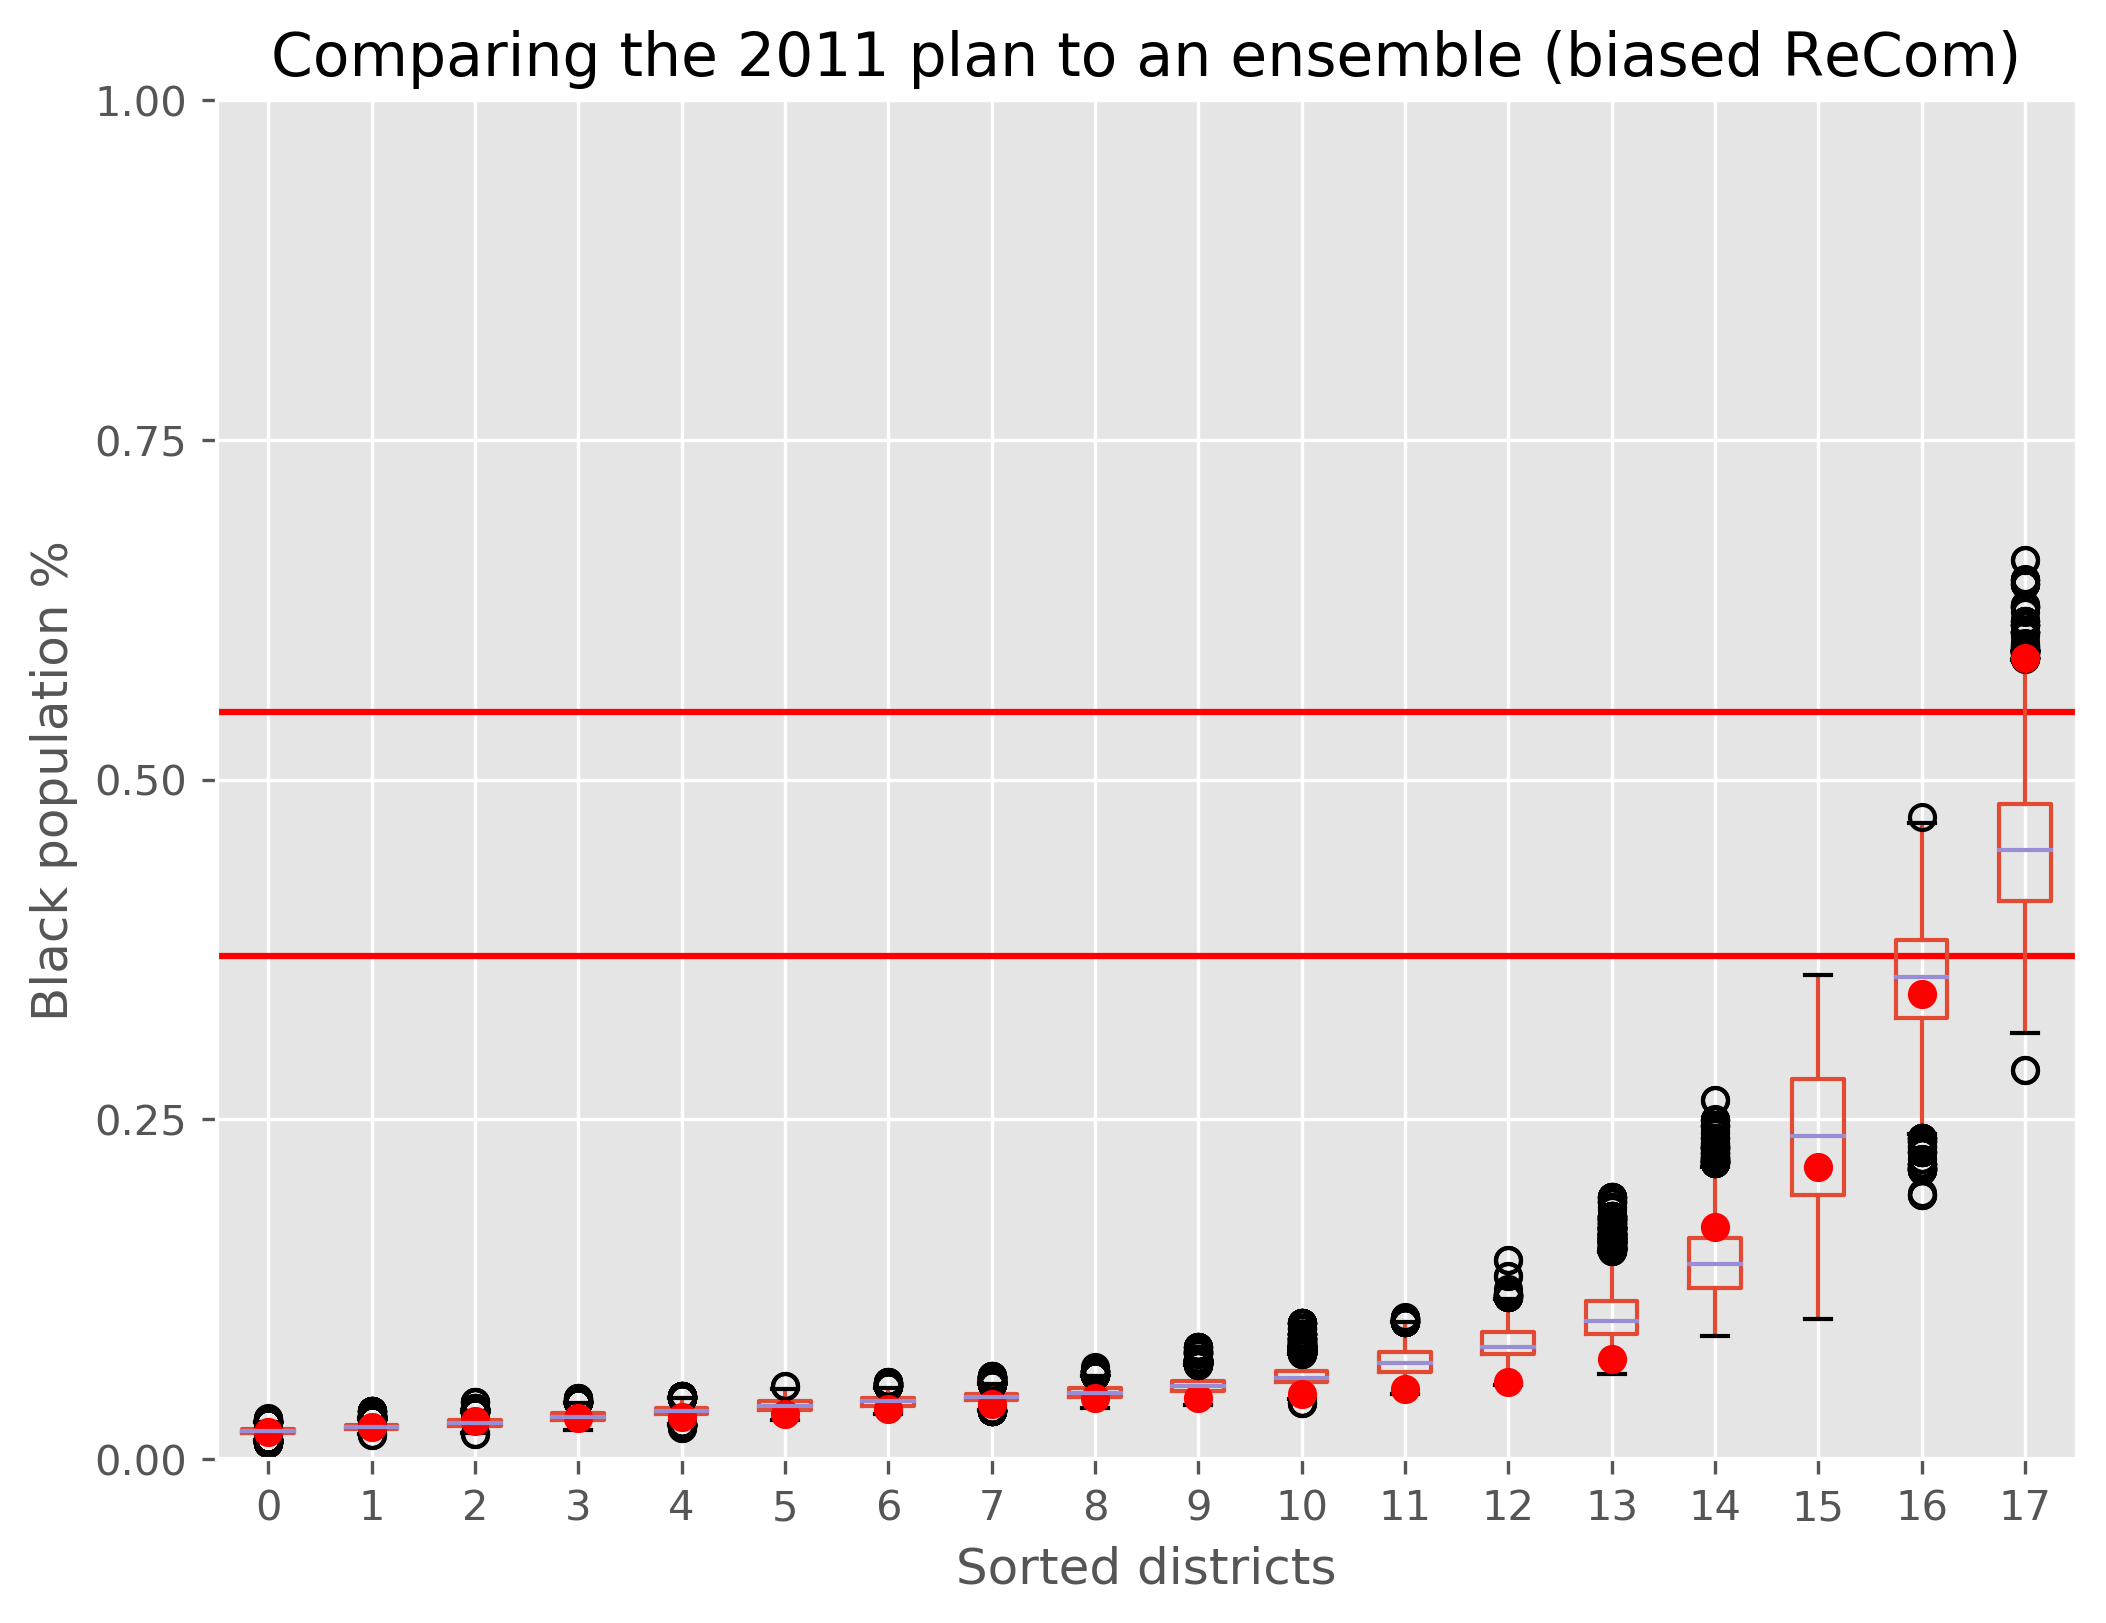 Comparing the 2011 plan to an ensemble (biased ReCom)
1.00
0.75
0.50
0.25
0.00
Black population %
0 1 2 3 4 5 6 7 8 9 10 11 12 13 14 15 16 17
Sorted districts